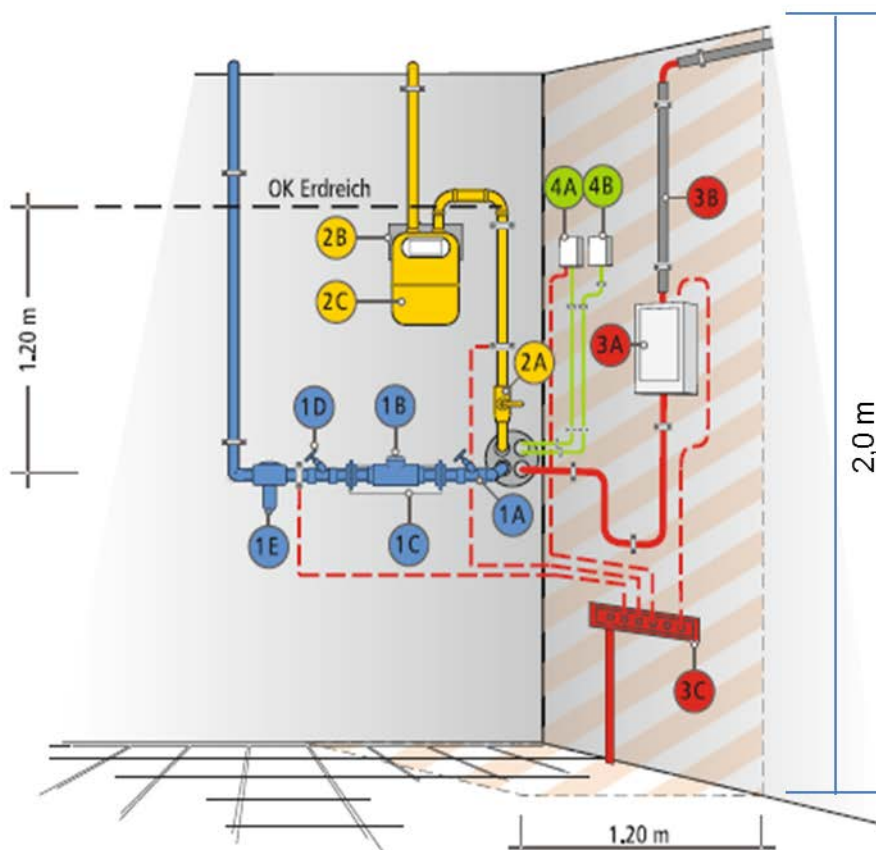 OK Erdreich
4A
4B
2B
3B
2C
1.20 m
3A
2A
2,0 m
1D
1B
1E
1C
1A
3C
1.20 m